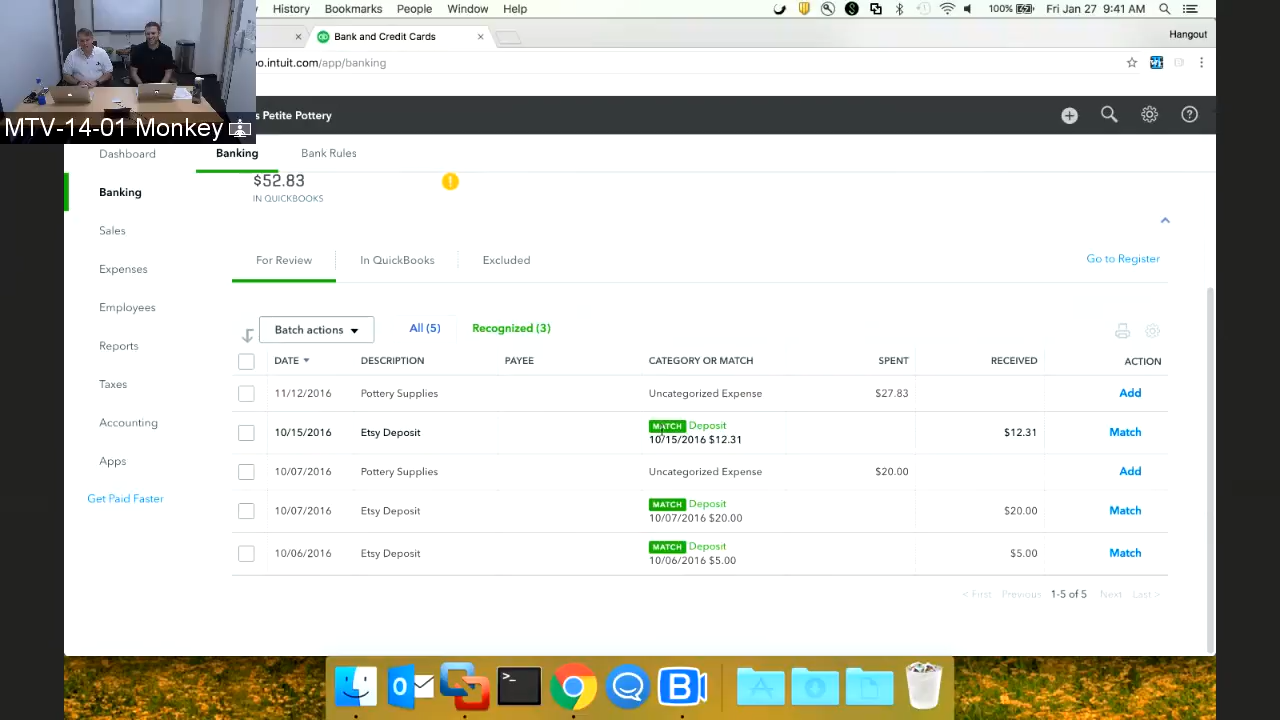 History Bookmarks People Window Help 100% Fri Jan 27 9:41 AM
Bank and Credit Cards Hangout
o.intuit.com/app/banking
MTV-14-01 Monkey
s Petite Pottery
Dashboard
Banking
Sales
Expenses
Employees
Reports
Taxes
Accounting
Apps
Get Paid Faster
Banking Bank Rules
$52.83
IN QUICKBOOKS
For Review In QuickBooks Excluded Go to Register
Batch actions All (5) Recognized (3)
DATE DESCRIPTION PAYEE CATEGORY OR MATCH SPENT RECEIVED ACTION
11/12/2016 Pottery Supplies Uncategorized Expense $27.83 Add
10/15/2016 Etsy Deposit MATCH Deposit $12.31 Match
10/15/2016 $12.31
10/07/2016 Pottery Supplies Uncategorized Expense $20.00 Add
10/07/2016 Etsy Deposit MATCH Deposit $20.00 Match
10/07/2016 $20.00
10/06/2016 Etsy Deposit MATCH Deposit $5.00 Match
10/06/2016 $5.00
< First Previous 1-5 of 5 Next Last >